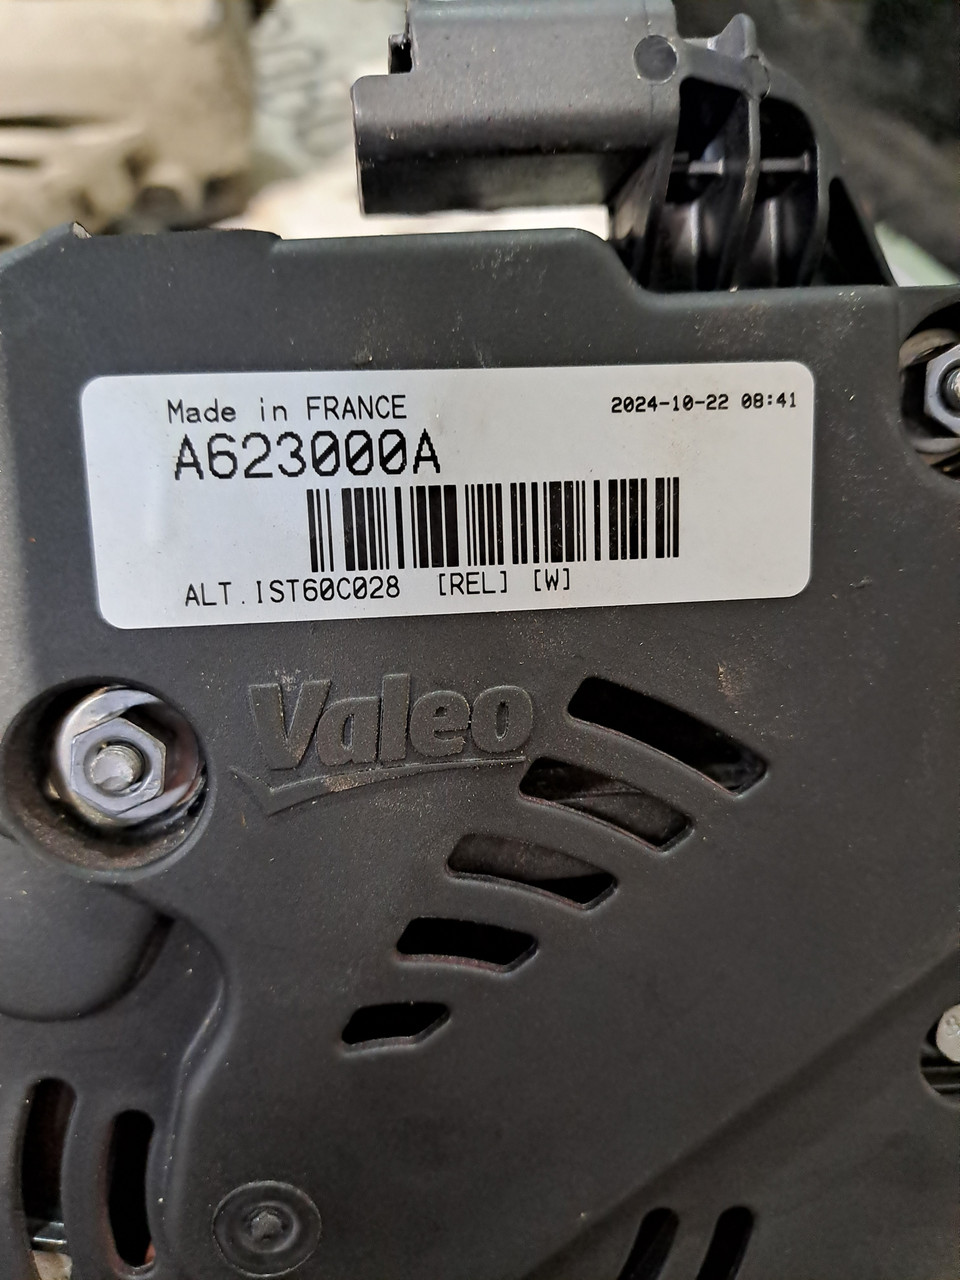 Made in FRANCE 2024-10-22 08:41
A623000A
ALT.IST60C028 [REL] [W]
Valeo